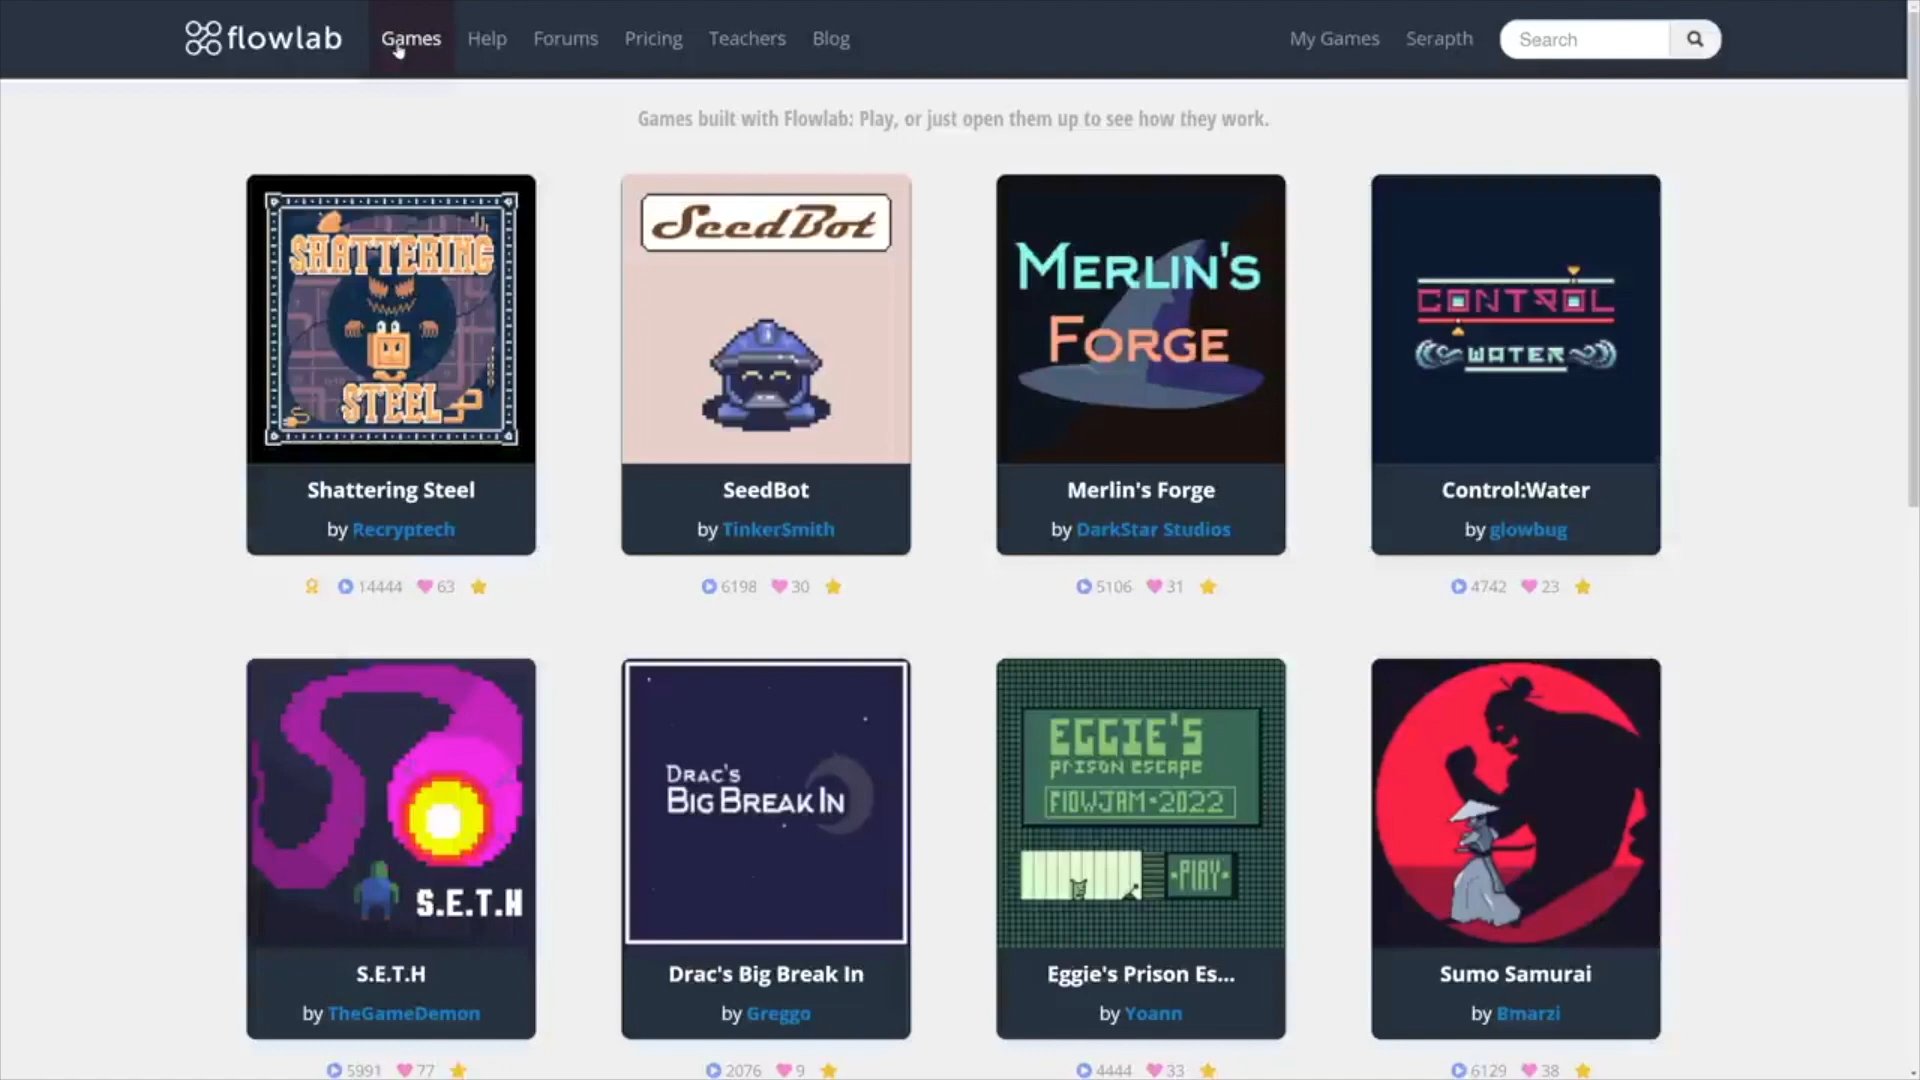 flowlab
Games
Help
Forums
Pricing
Teachers
Blog
My Games
Serapth
Search
Games built with Flowlab: Play, or just open them up to see how they work.
SHATTERING
STEEL
Shattering Steel
by Recryptech
14444
63
SeedBot
SeedBot
by TinkerSmith
6198
30
MERLIN'S
FORGE
Merlin's Forge
by DarkStar Studios
5106
31
CONTROL
WATER
Control:Water
by glowbug
4742
23
S.E.T.H
S.E.T.H
by TheGameDemon
5991
77
DRAC'S
BIG BREAK IN
Drac's Big Break In
by Greggo
2076
9
EGGIE'S
PRISON ESCAPE
FLOWJAM·2022
·PLAY·
Eggie's Prison Es...
by Yoann
4444
33
Sumo Samurai
by Bmarzi
6129
38